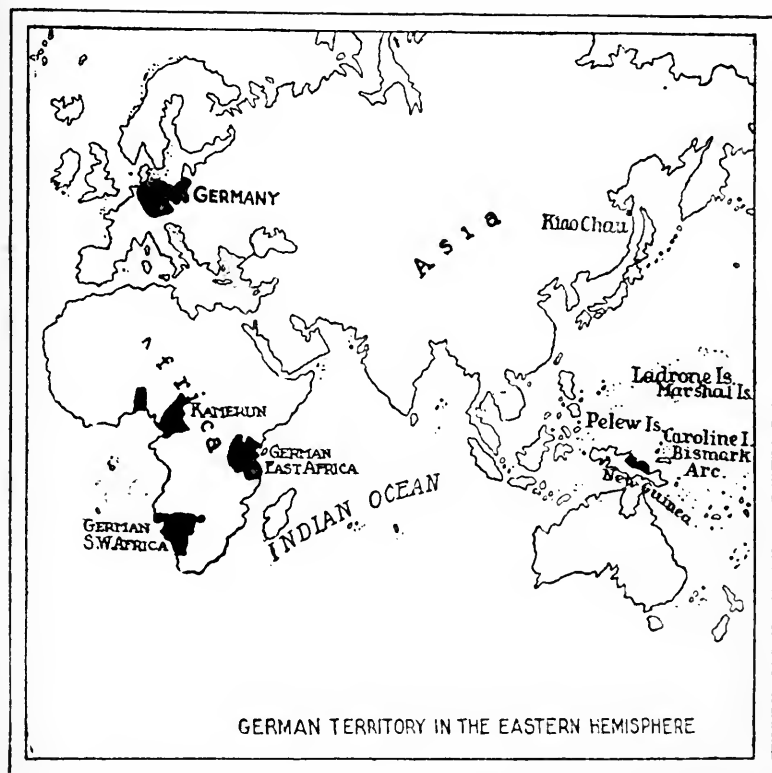 GERMANY
Asia
Kiao Chau
Africa
Ladrone Is.
Marshal Is.
KAMERUN
Pelew Is.
Caroline I.
Bismark
Arc.
GERMAN
EAST AFRICA
New Guinea
INDIAN OCEAN
GERMAN
S.W. AFRICA
GERMAN TERRITORY IN THE EASTERN HEMISPHERE